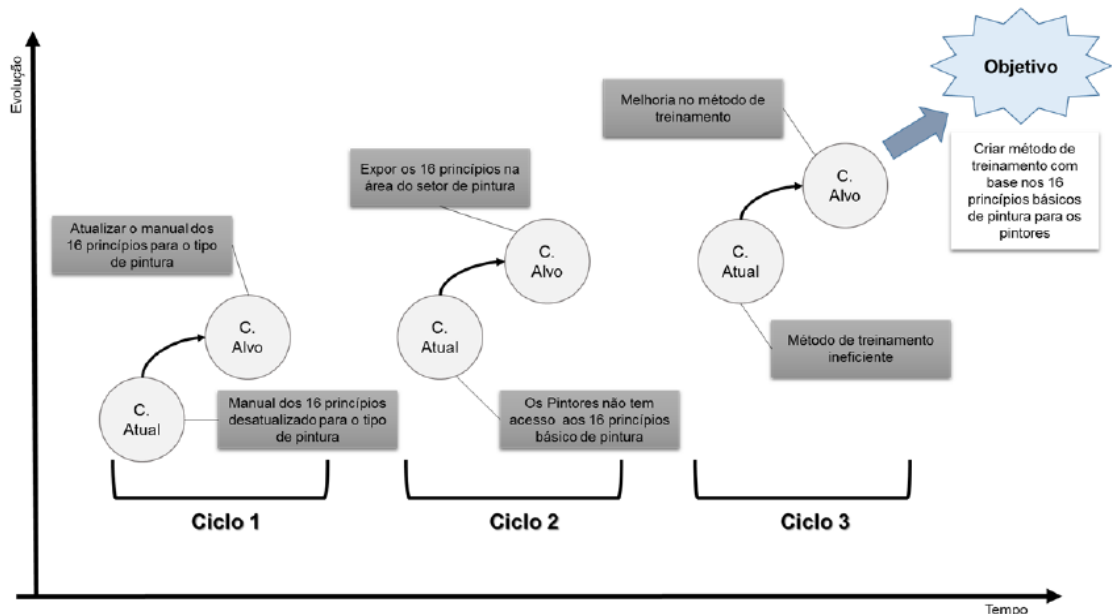 Evolução
Objetivo
Melhoria no método de
treinamento
Criar método de
treinamento com
base nos 16
princípios básicos
de pintura para os
pintores
C.
Alvo
Expor os 16 princípios na
área do setor de pintura
C.
Atual
C.
Alvo
Atualizar o manual dos
16 princípios para o tipo
de pintura
C.
Atual
Método de treinamento
ineficiente
C.
Alvo
C.
Atual
Manual dos 16 princípios
desatualizado para o tipo
de pintura
Os Pintores não tem
acesso aos 16 princípios
básico de pintura
Ciclo 1
Ciclo 2
Ciclo 3
Tempo